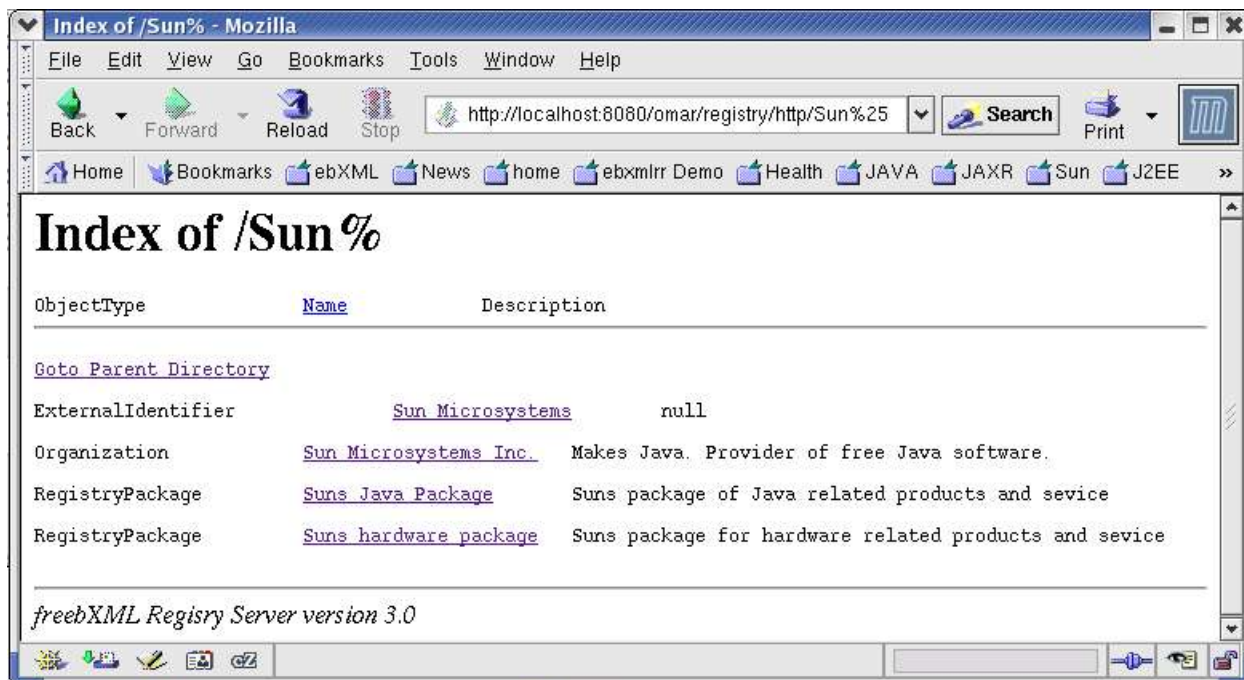 Index of /Sun% - Mozilla
File Edit View Go Bookmarks Tools Window Help
Back Forward Reload Stop http://localhost:8080/omar/registry/http/Sun%25 Search Print
Home Bookmarks ebXML News home ebxmlrr Demo Health JAVA JAXR Sun J2EE »
Index of /Sun%
ObjectType Name Description
Goto Parent Directory
ExternalIdentifier Sun Microsystems null
Organization Sun Microsystems Inc. Makes Java. Provider of free Java software.
RegistryPackage Suns Java Package Suns package of Java related products and sevice
RegistryPackage Suns hardware package Suns package for hardware related products and sevice
freebXML Regisry Server version 3.0